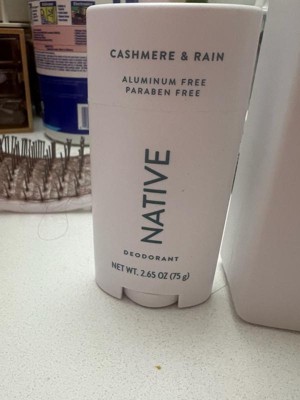 CASHMERE & RAIN
ALUMINUM FREE
PARABEN FREE
NATIVE
DEODORANT
NET WT. 2.65 OZ (75 g)